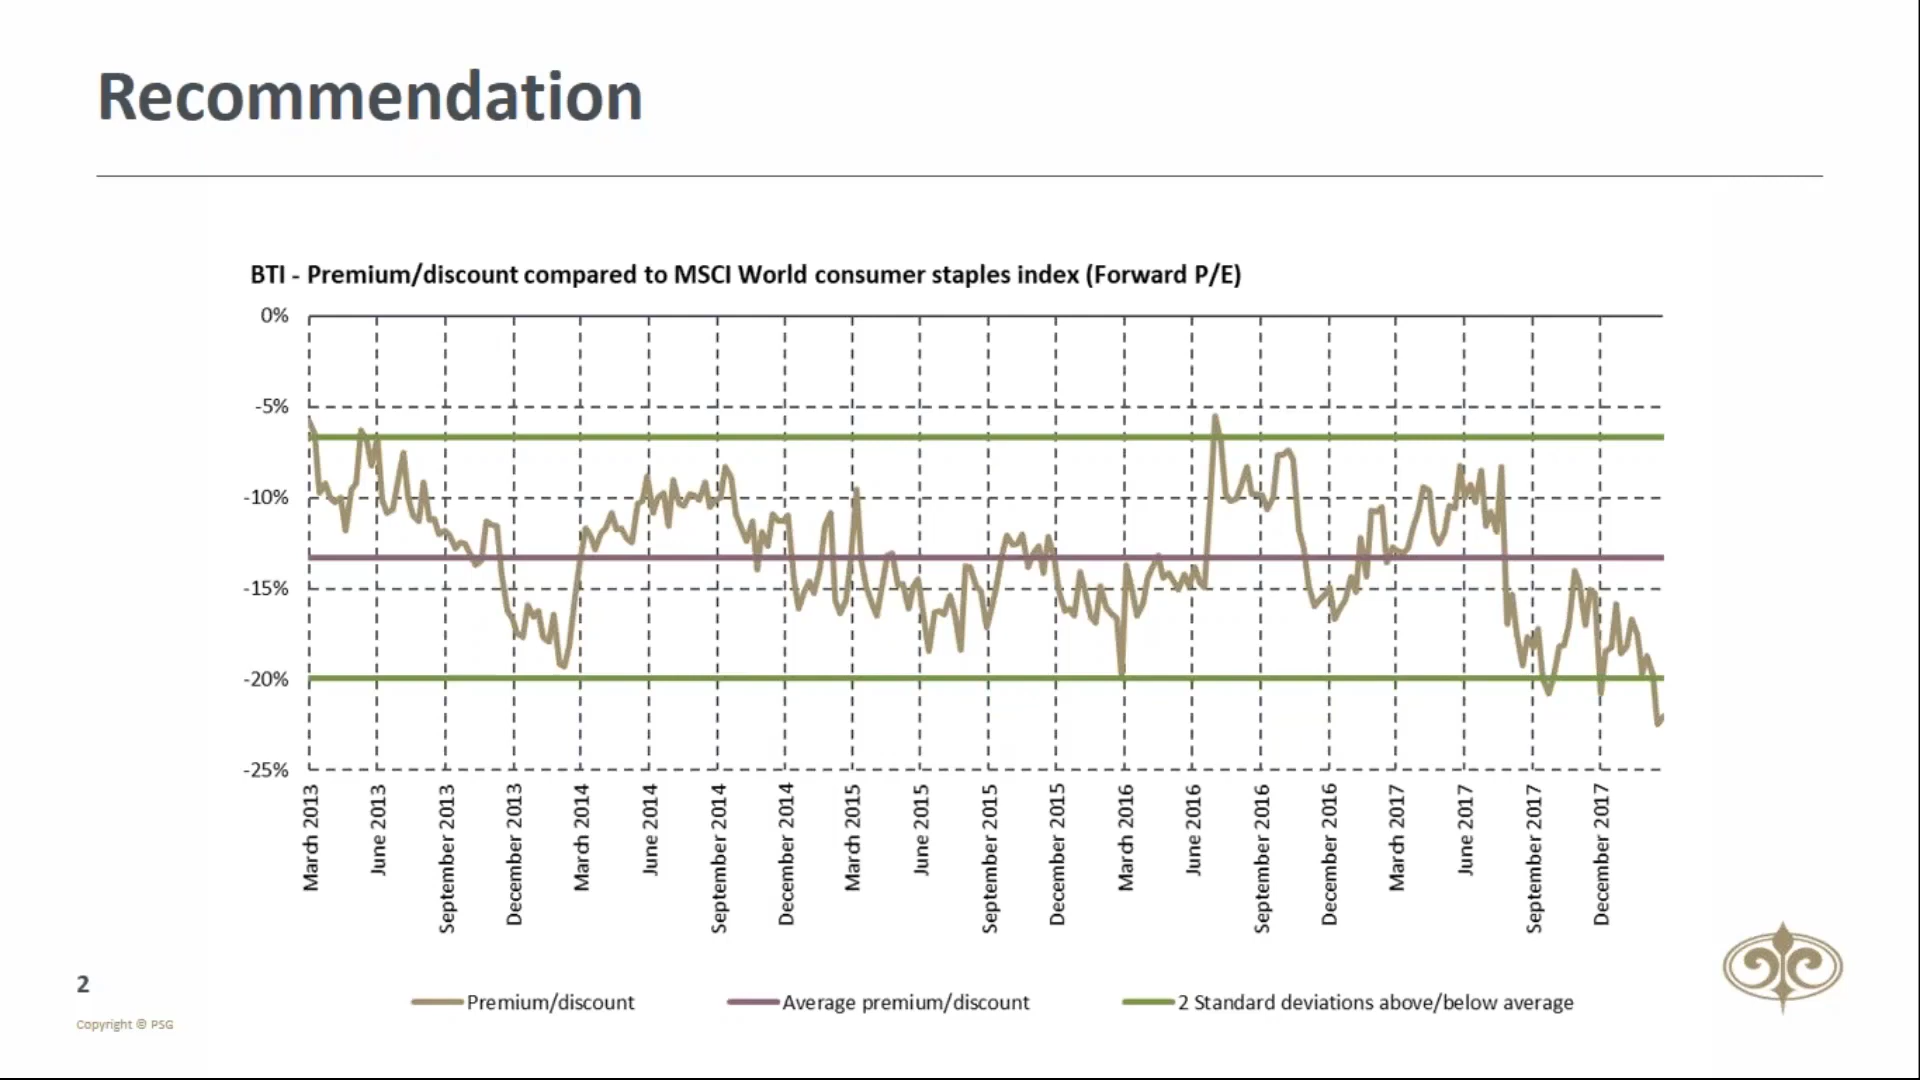 Recommendation
BTI - Premium/discount compared to MSCI World consumer staples index (Forward P/E)
0%
-5%
-10%
-15%
-20%
-25%
March 2013
June 2013
September 2013
December 2013
March 2014
June 2014
September 2014
December 2014
March 2015
June 2015
September 2015
December 2015
March 2016
June 2016
September 2016
December 2016
March 2017
June 2017
September 2017
December 2017
Premium/discount
Average premium/discount
2 Standard deviations above/below average
2
Copyright © PSG